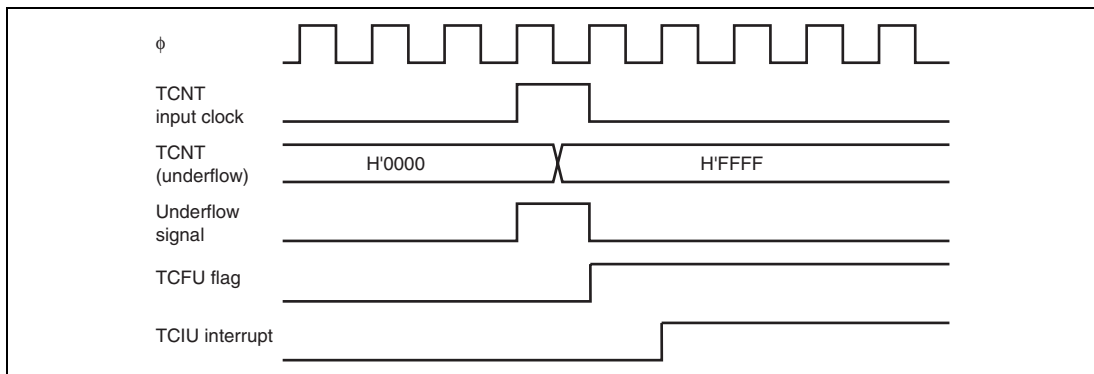 ϕ
TCNT
input clock
TCNT
(underflow)
H'0000
H'FFFF
Underflow
signal
TCFU flag
TCIU interrupt